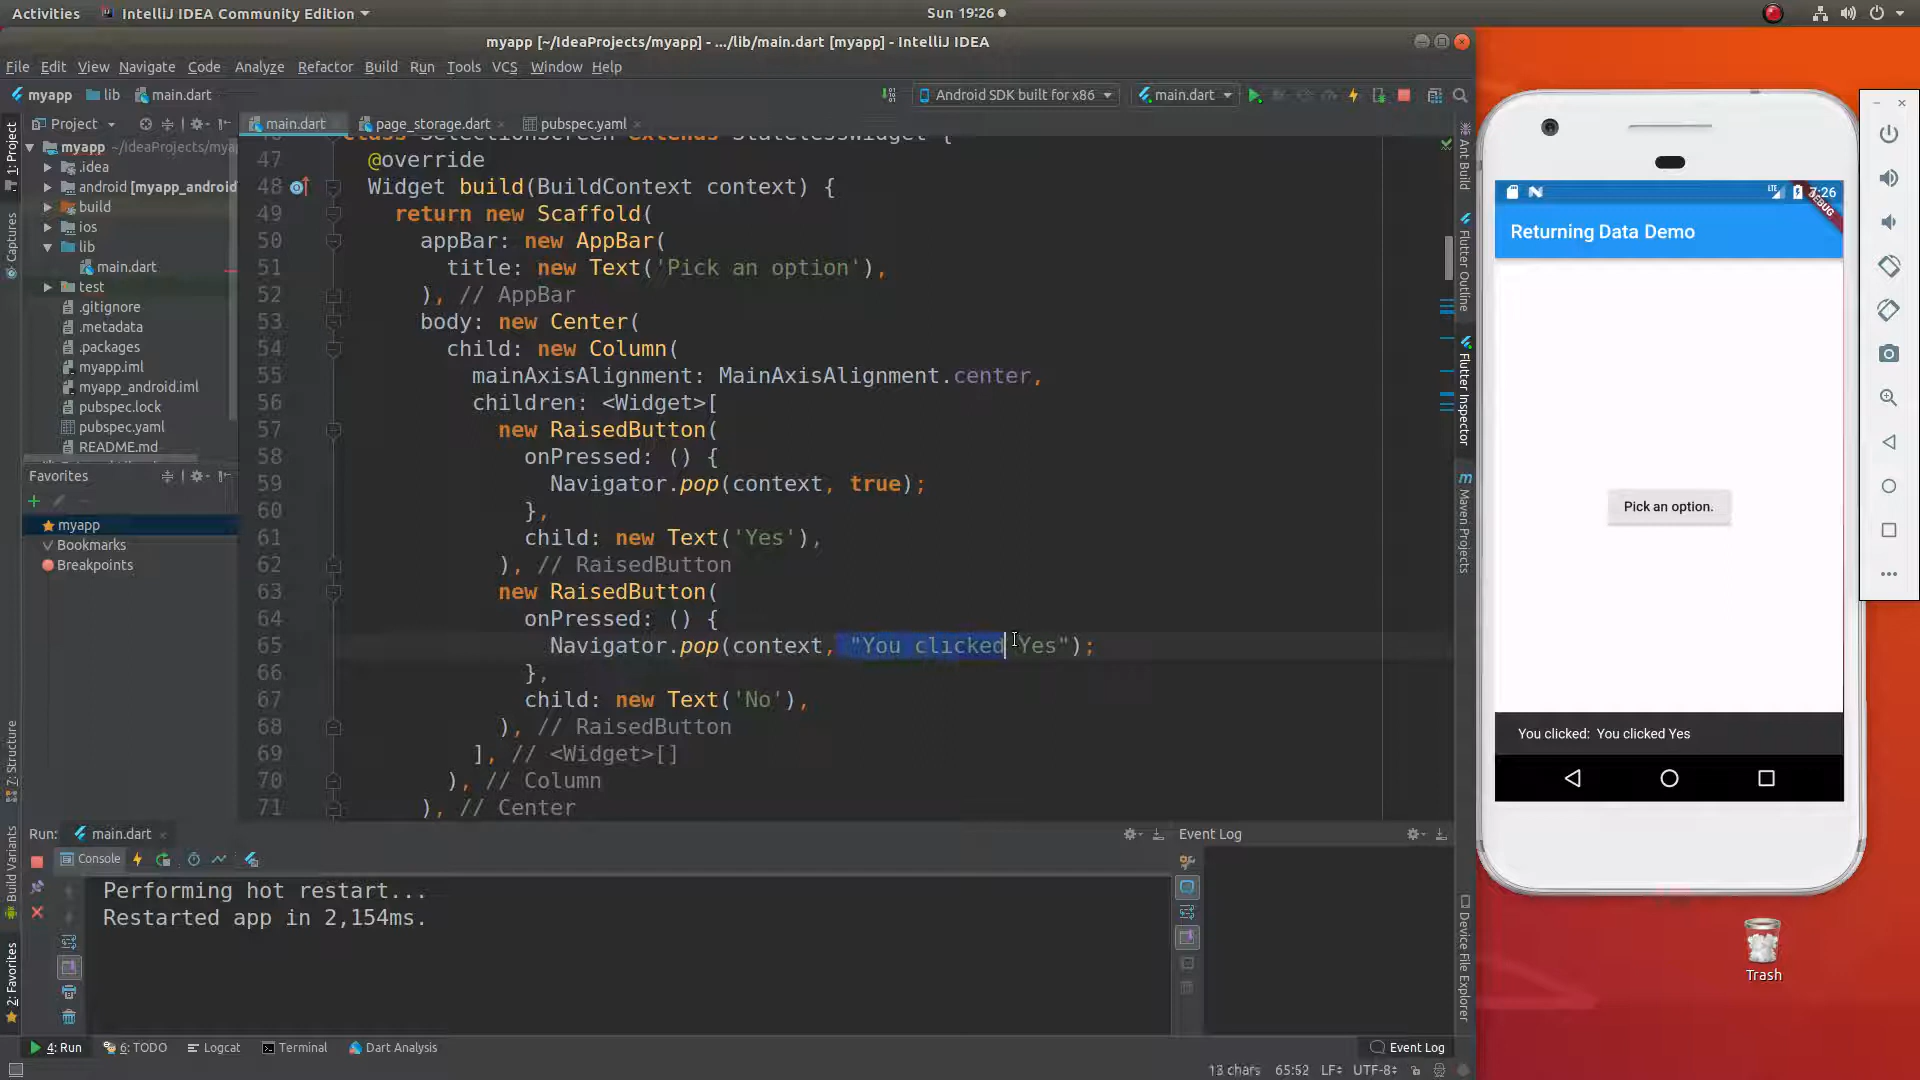 Activities IntelliJ IDEA Community Edition Sun 19:26
myapp [~/IdeaProjects/myapp] - .../lib/main.dart [myapp] - IntelliJ IDEA
File Edit View Navigate Code Analyze Refactor Build Run Tools VCS Window Help
myapp lib main.dart Android SDK built for x86 main.dart
Project main.dart page_storage.dart pubspec.yaml
myapp ~/IdeaProjects/mya
.idea
android [myapp_android
build
ios
lib
main.dart
test
.gitignore
.metadata
.packages
myapp.iml
myapp_android.iml
pubspec.lock
pubspec.yaml
README.md
Favorites
myapp
Bookmarks
Breakpoints
1: Project
Captures
7: Structure
Build Variants
2: Favorites
class SelectionScreen extends StatelessWidget {
47 @override
48 Widget build(BuildContext context) {
49 return new Scaffold(
50 appBar: new AppBar(
51 title: new Text('Pick an option'),
52 ), // AppBar
53 body: new Center(
54 child: new Column(
55 mainAxisAlignment: MainAxisAlignment.center,
56 children: <Widget>[
57 new RaisedButton(
58 onPressed: () {
59 Navigator.pop(context, true);
60 },
61 child: new Text('Yes'),
62 ), // RaisedButton
63 new RaisedButton(
64 onPressed: () {
65 Navigator.pop(context, "You clicked Yes");
66 },
67 child: new Text('No'),
68 ), // RaisedButton
69 ], // <Widget>[]
70 ), // Column
71 ), // Center
Ant Build
Flutter Outline
Flutter Inspector
Maven Projects
Device File Explorer
Run: main.dart Event Log
Console
Performing hot restart...
Restarted app in 2,154ms.
4: Run 6: TODO Logcat Terminal Dart Analysis Event Log
13 chars 65:52 LF÷ UTF-8÷
LTE 7:26
DEBUG
Returning Data Demo
Pick an option.
You clicked: You clicked Yes
Trash